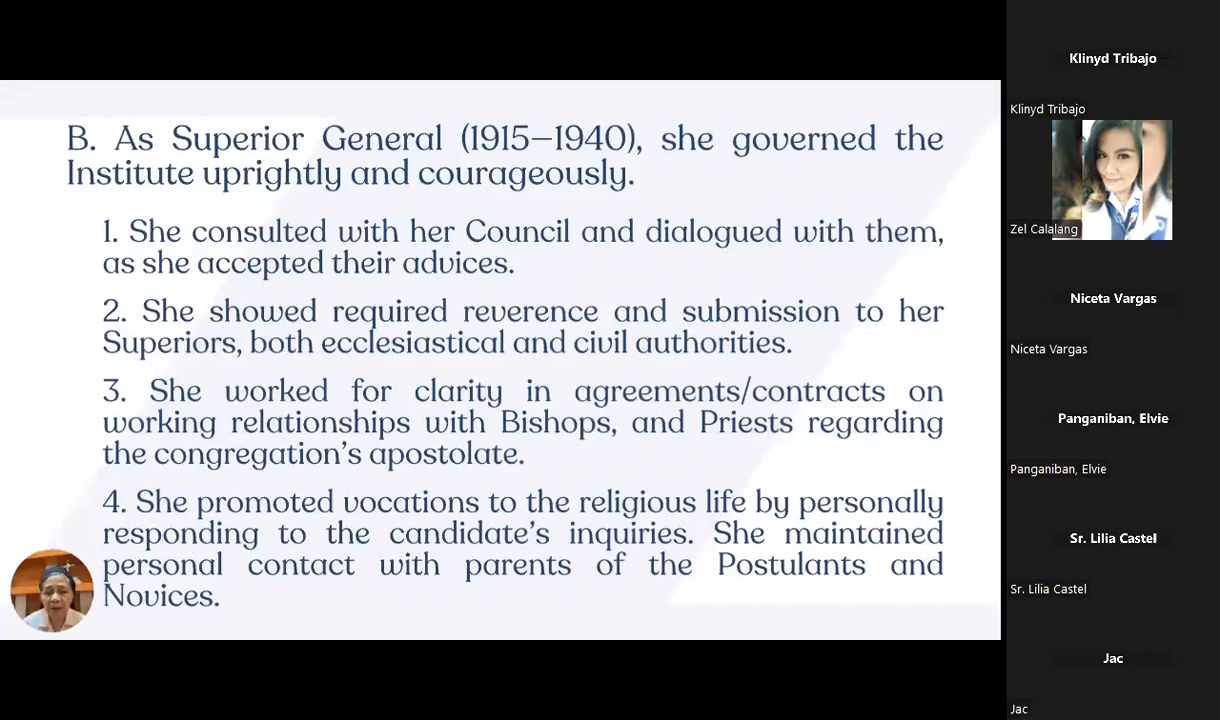 B. As Superior General (1915–1940), she governed the
Institute uprightly and courageously.
1. She consulted with her Council and dialogued with them,
as she accepted their advices.
2. She showed required reverence and submission to her
Superiors, both ecclesiastical and civil authorities.
3. She worked for clarity in agreements/contracts on
working relationships with Bishops, and Priests regarding
the congregation's apostolate.
4. She promoted vocations to the religious life by personally
responding to the candidate's inquiries. She maintained
personal contact with parents of the Postulants and
Novices.
Klinyd Tribajo
Klinyd Tribajo
Zel Calalang
Niceta Vargas
Niceta Vargas
Panganiban, Elvie
Panganiban, Elvie
Sr. Lilia Castel
Sr. Lilia Castel
Jac
Jac